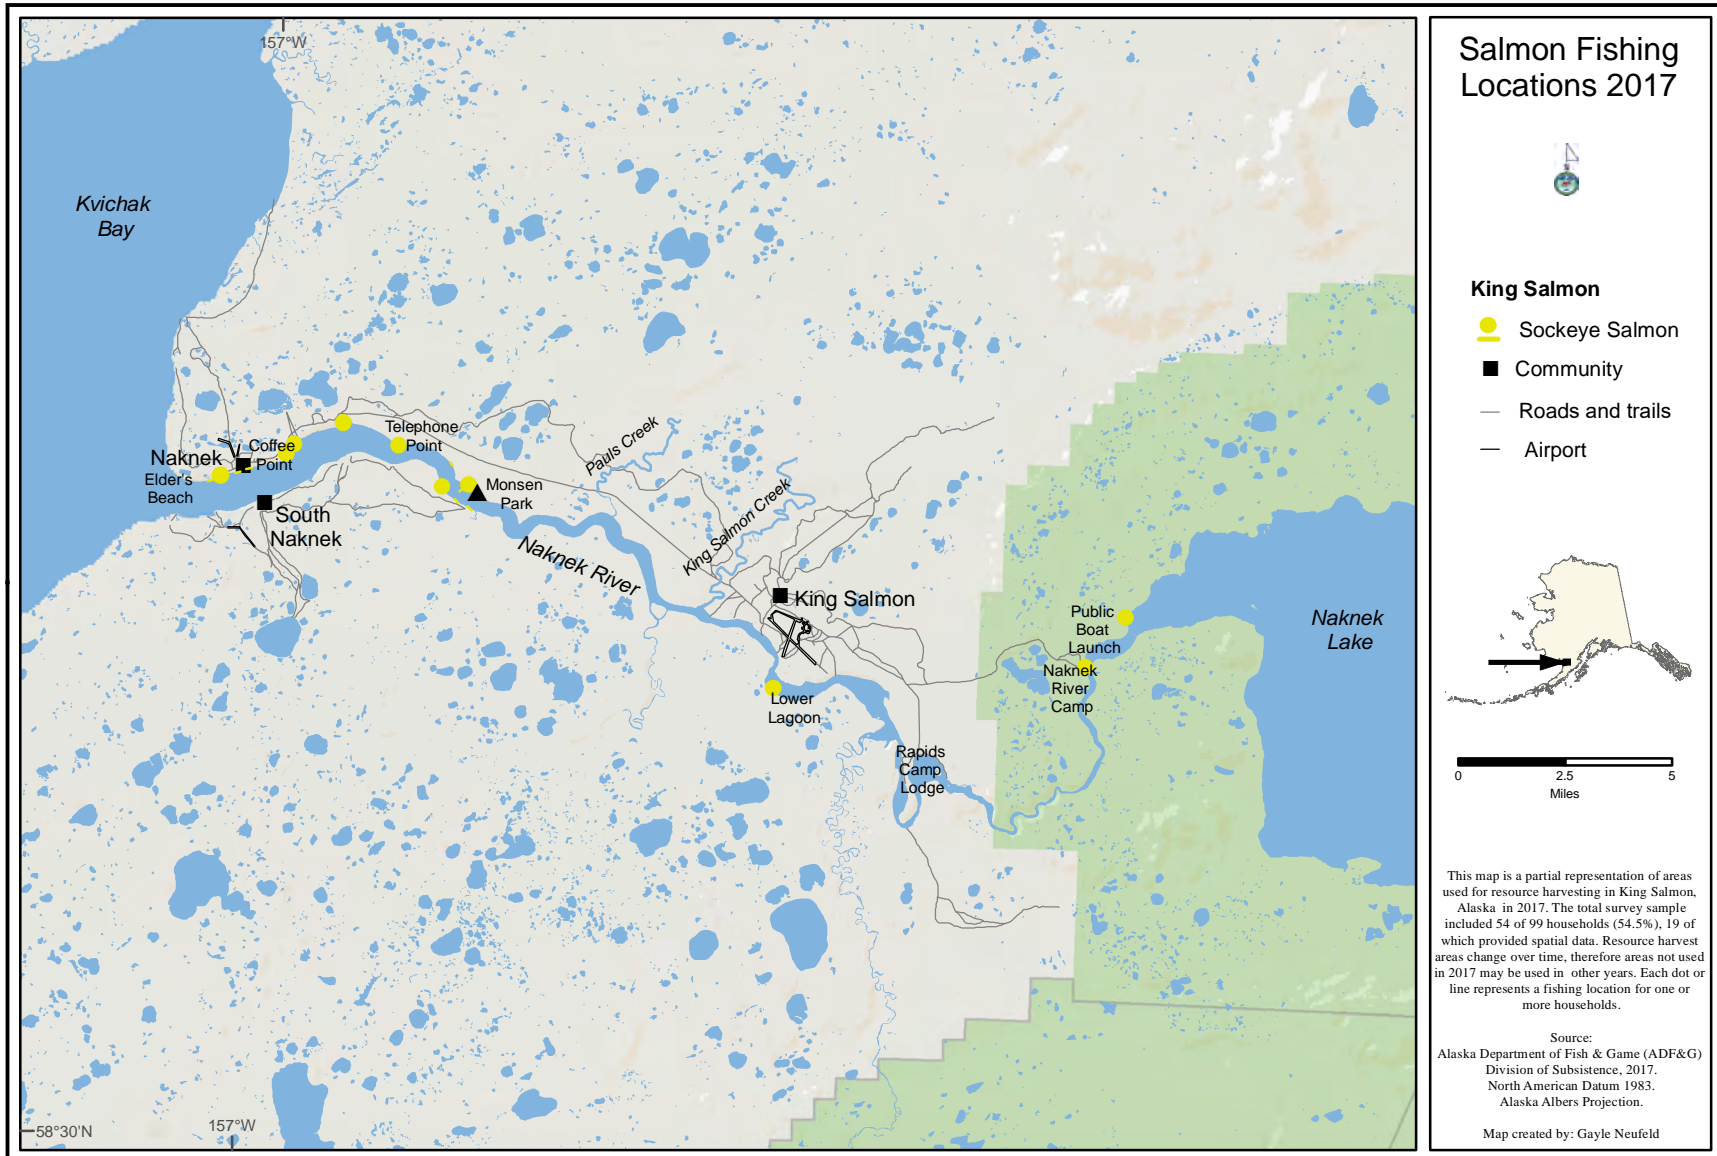 157°W
Kvichak
Bay
Telephone
Point
Pauls Creek
Coffee
Point
Naknek
Elder's
Beach
Monsen
Park
South
Naknek
King Salmon Creek
Naknek River
King Salmon
Public
Boat
Launch
Naknek
Lake
Naknek
River
Camp
Lower
Lagoon
Rapids
Camp
Lodge
58°30'N
157°W
Salmon Fishing
Locations 2017
King Salmon
Sockeye Salmon
Community
Roads and trails
Airport
0 2.5 5
Miles
This map is a partial representation of areas
used for resource harvesting in King Salmon,
Alaska in 2017. The total survey sample
included 54 of 99 households (54.5%), 19 of
which provided spatial data. Resource harvest
areas change over time, therefore areas not used
in 2017 may be used in other years. Each dot or
line represents a fishing location for one or
more households.
Source:
Alaska Department of Fish & Game (ADF&G)
Division of Subsistence, 2017.
North American Datum 1983.
Alaska Albers Projection.
Map created by: Gayle Neufeld